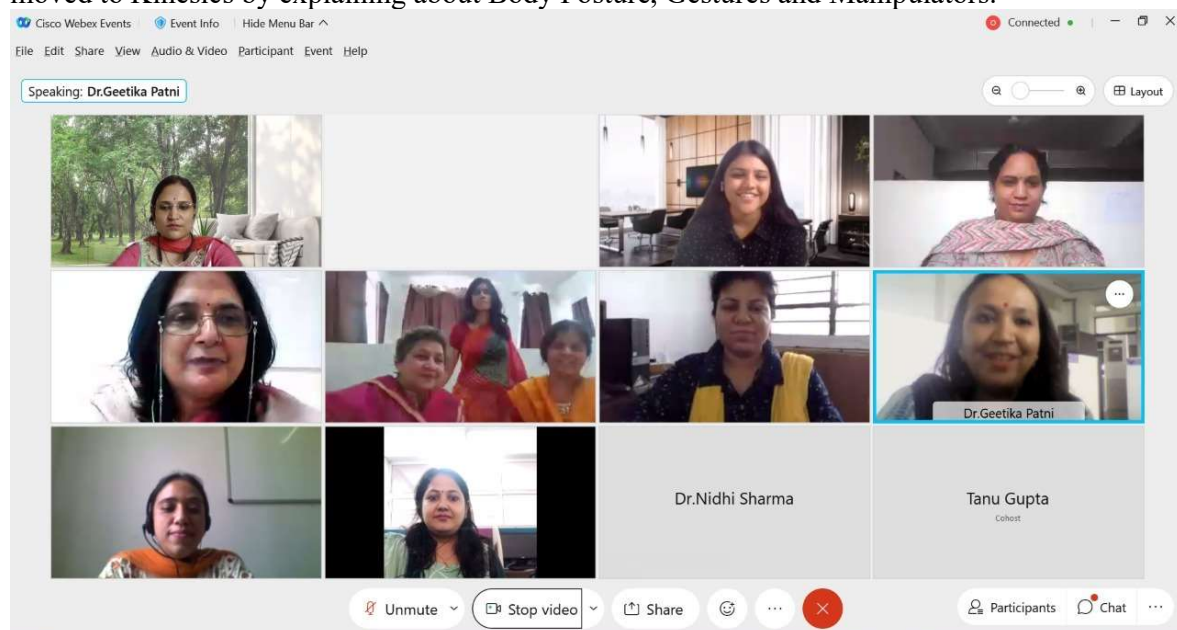 moved to Kinesics by explaining about Body Posture, Gestures and Manipulators.
Cisco Webex Events Event Info Hide Menu Bar Connected
File Edit Share View Audio & Video Participant Event Help
Speaking: Dr.Geetika Patni Layout
Dr.Geetika Patni
Dr.Nidhi Sharma Tanu Gupta
Cohost
Unmute Stop video Share Participants Chat